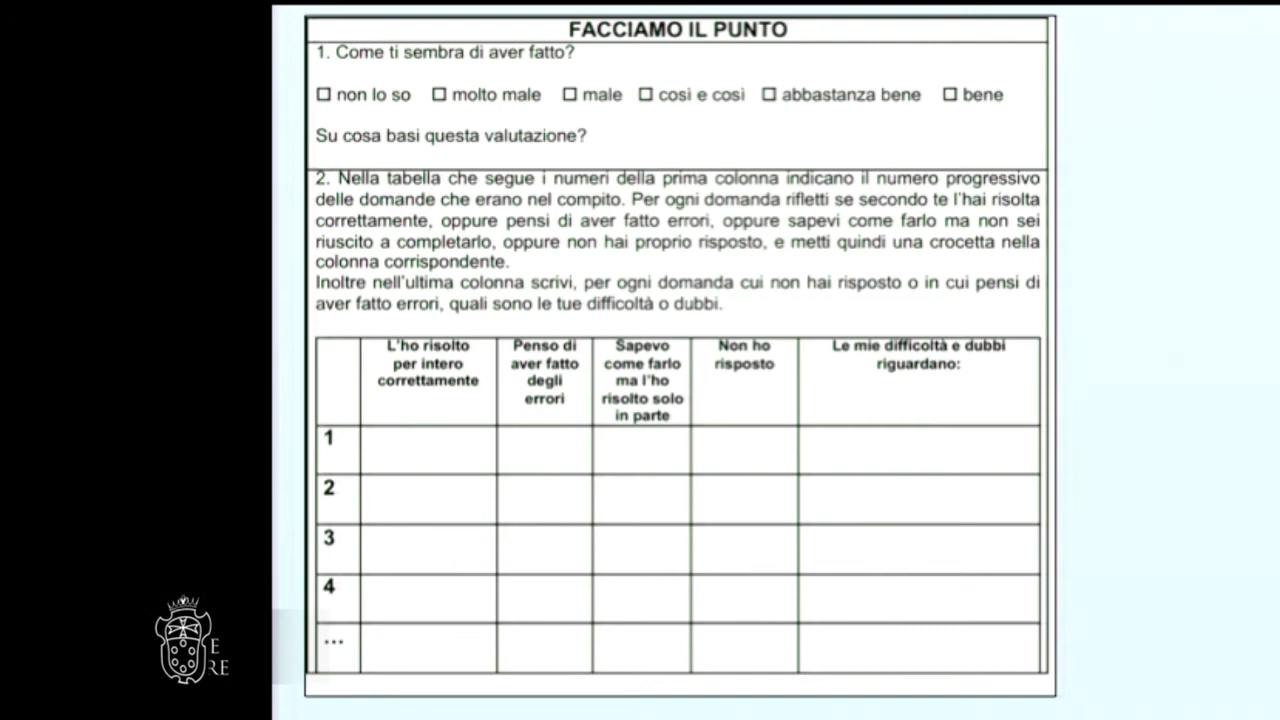 FACCIAMO IL PUNTO
1. Come ti sembra di aver fatto?
☐ non lo so ☐ molto male ☐ male ☐ così e così ☐ abbastanza bene ☐ bene
Su cosa basi questa valutazione?
2. Nella tabella che segue i numeri della prima colonna indicano il numero progressivo
delle domande che erano nel compito. Per ogni domanda rifletti se secondo te l'hai risolta
correttamente, oppure pensi di aver fatto errori, oppure sapevi come farlo ma non sei
riuscito a completarlo, oppure non hai proprio risposto, e metti quindi una crocetta nella
colonna corrispondente.
Inoltre nell'ultima colonna scrivi, per ogni domanda cui non hai risposto o in cui pensi di
aver fatto errori, quali sono le tue difficoltà o dubbi.
L'ho risolto
per intero
correttamente
Penso di
aver fatto
degli
errori
Sapevo
come farlo
ma l'ho
risolto solo
in parte
Non ho
risposto
Le mie difficoltà e dubbi
riguardano:
1
2
3
4
...
E
RE